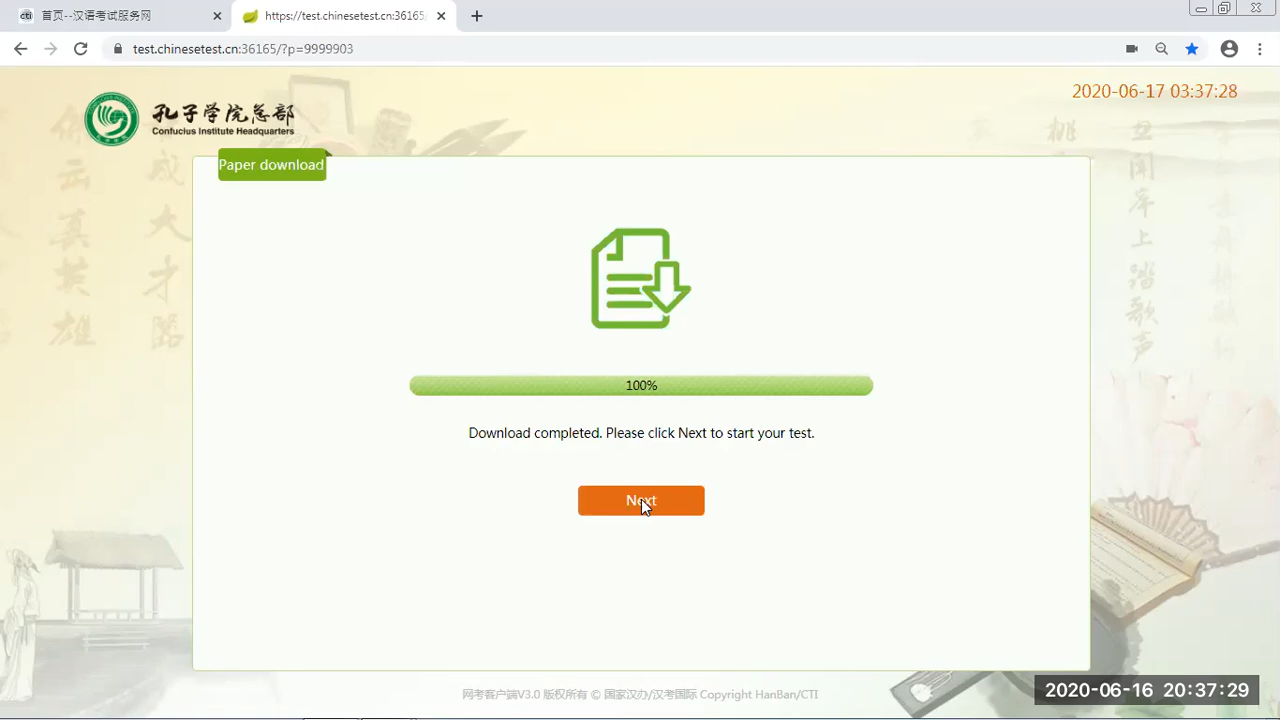 首页--汉语考试服务网
https://test.chinesetest.cn:36165/
test.chinesetest.cn:36165/?p=9999903
孔子学院总部
Confucius Institute Headquarters
2020-06-17 03:37:28
Paper download
100%
Download completed. Please click Next to start your test.
Next
网考客户端V3.0 版权所有 © 国家汉办/汉考国际 Copyright HanBan/CTI
2020-06-16 20:37:29